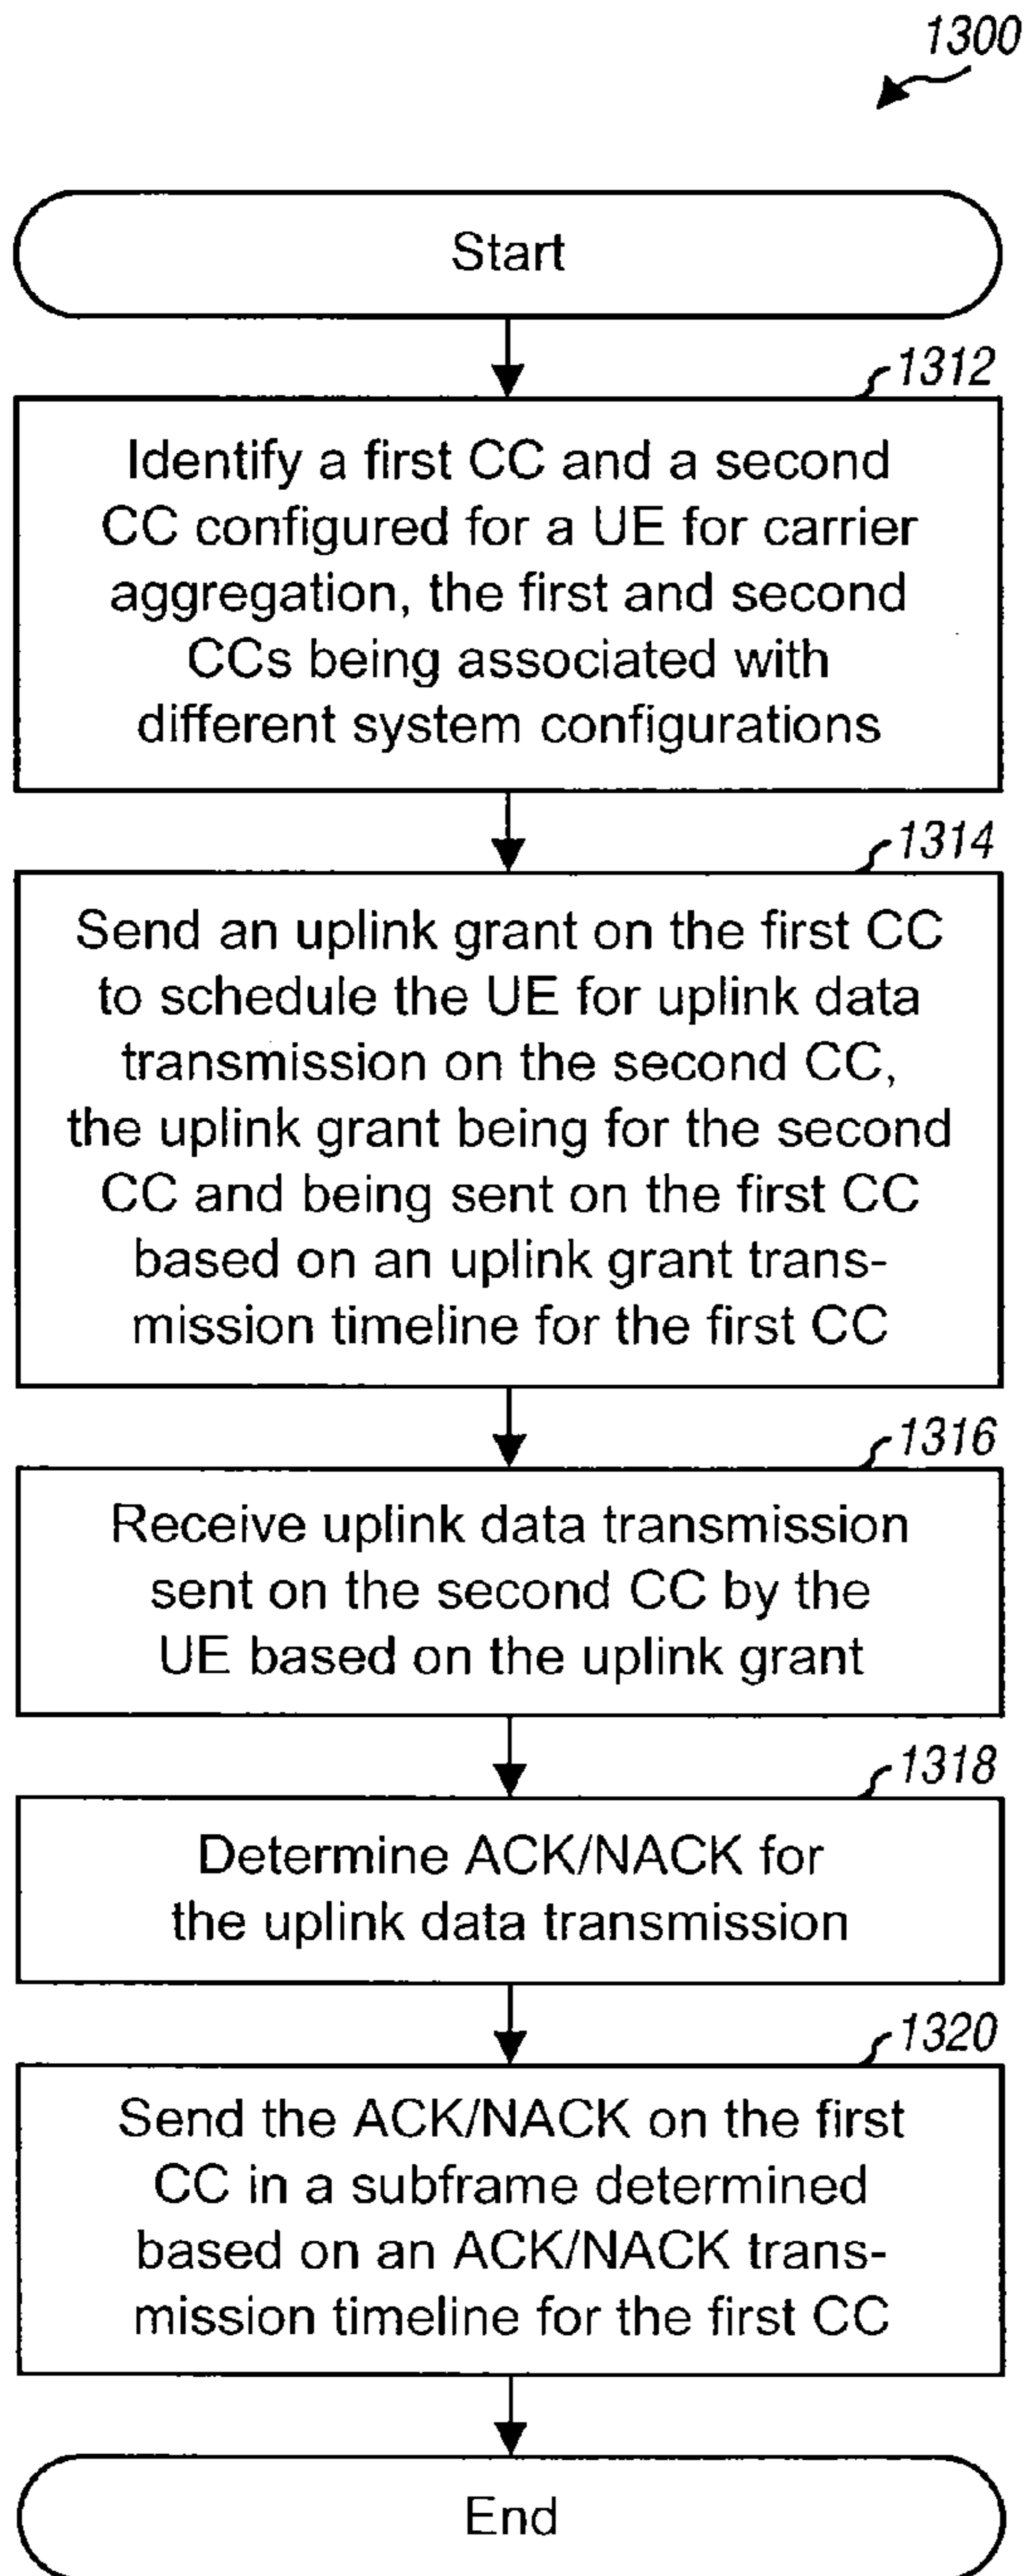 1300
Start
1312
Identify a first CC and a second
CC configured for a UE for carrier
aggregation, the first and second
CCs being associated with
different system configurations
1314
Send an uplink grant on the first CC
to schedule the UE for uplink data
transmission on the second CC,
the uplink grant being for the second
CC and being sent on the first CC
based on an uplink grant trans-
mission timeline for the first CC
1316
Receive uplink data transmission
sent on the second CC by the
UE based on the uplink grant
1318
Determine ACK/NACK for
the uplink data transmission
1320
Send the ACK/NACK on the first
CC in a subframe determined
based on an ACK/NACK trans-
mission timeline for the first CC
End